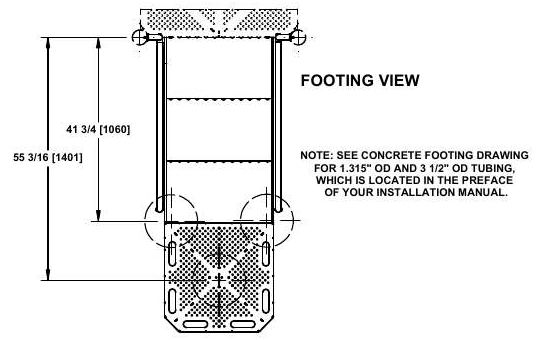 FOOTING VIEW
41 3/4 [1060]
55 3/16 [1401]
NOTE: SEE CONCRETE FOOTING DRAWING
FOR 1.315" OD AND 3 1/2" OD TUBING,
WHICH IS LOCATED IN THE PREFACE
OF YOUR INSTALLATION MANUAL.